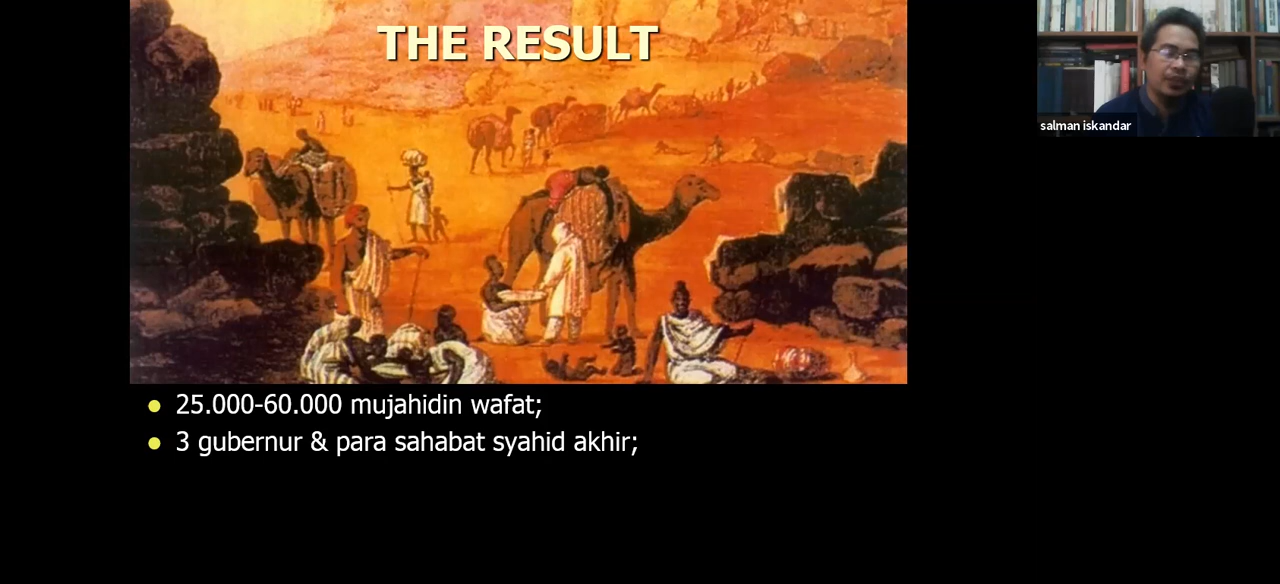 THE RESULT
salman iskandar
25.000-60.000 mujahidin wafat;
3 gubernur & para sahabat syahid akhir;